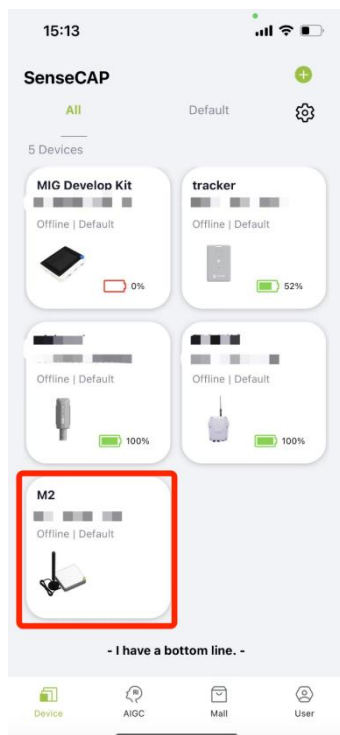 15:13
SenseCAP
All
Default
5 Devices
MIG Develop Kit
Offline | Default
0%
tracker
Offline | Default
52%
Offline | Default
100%
Offline | Default
100%
M2
Offline | Default
- I have a bottom line. -
Device
AIGC
Mall
User